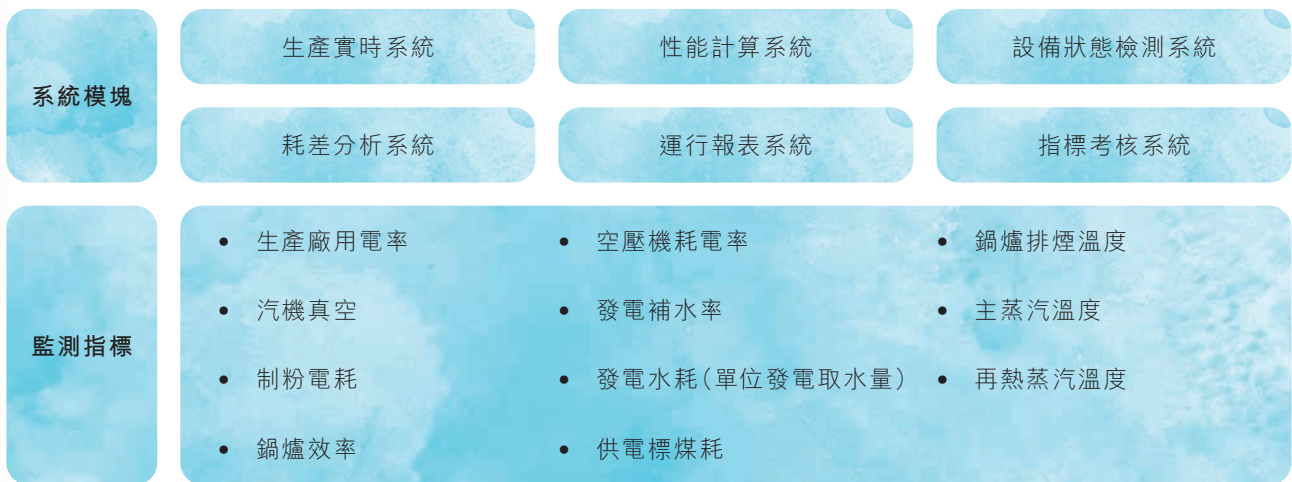 系統模塊
生產實時系統
性能計算系統
設備狀態檢測系統
耗差分析系統
運行報表系統
指標考核系統
監測指標
• 生產廠用電率
• 汽機真空
• 制粉電耗
• 鍋爐效率
• 空壓機耗電率
• 發電補水率
• 發電水耗(單位發電取水量)
• 供電標煤耗
• 鍋爐排煙溫度
• 主蒸汽溫度
• 再熱蒸汽溫度